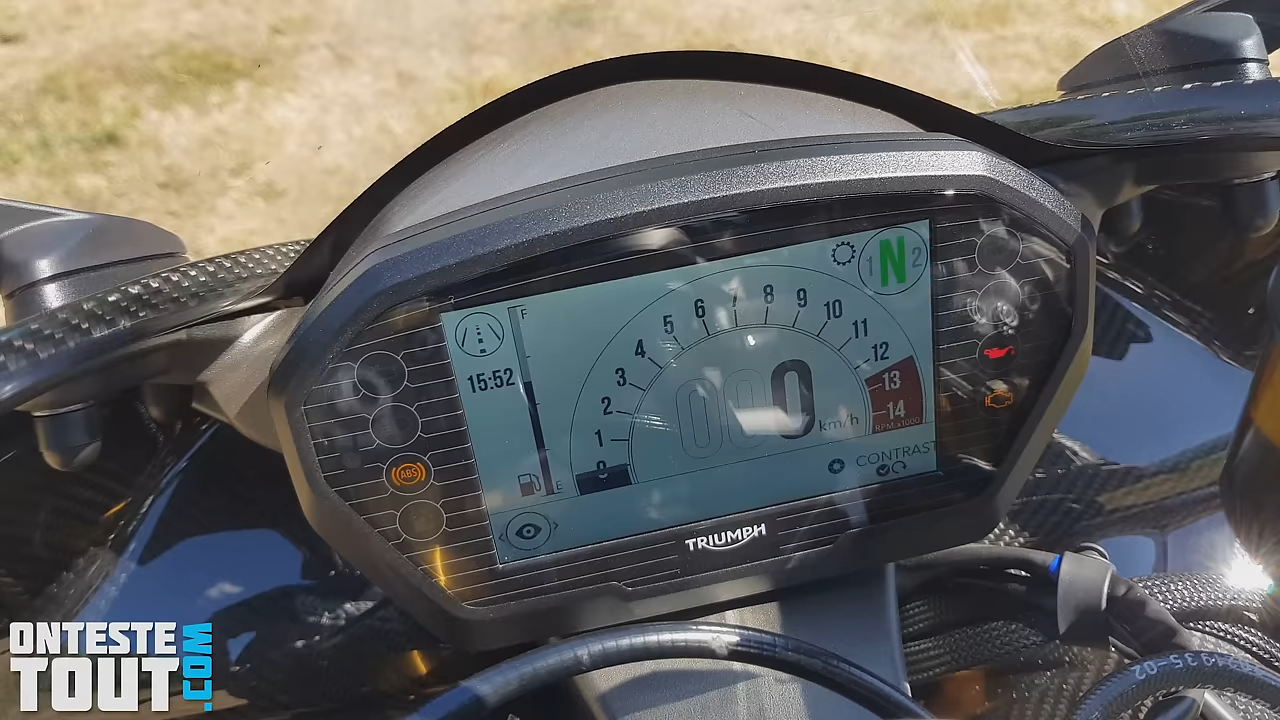 1 N 2
F
15:52
0 1 2 3 4 5 6 7 8 9 10 11 12 13 14
RPM x1000
0 km/h
E
CONTRAST
ABS
TRIUMPH
ONTESTE
TOUT
.COM